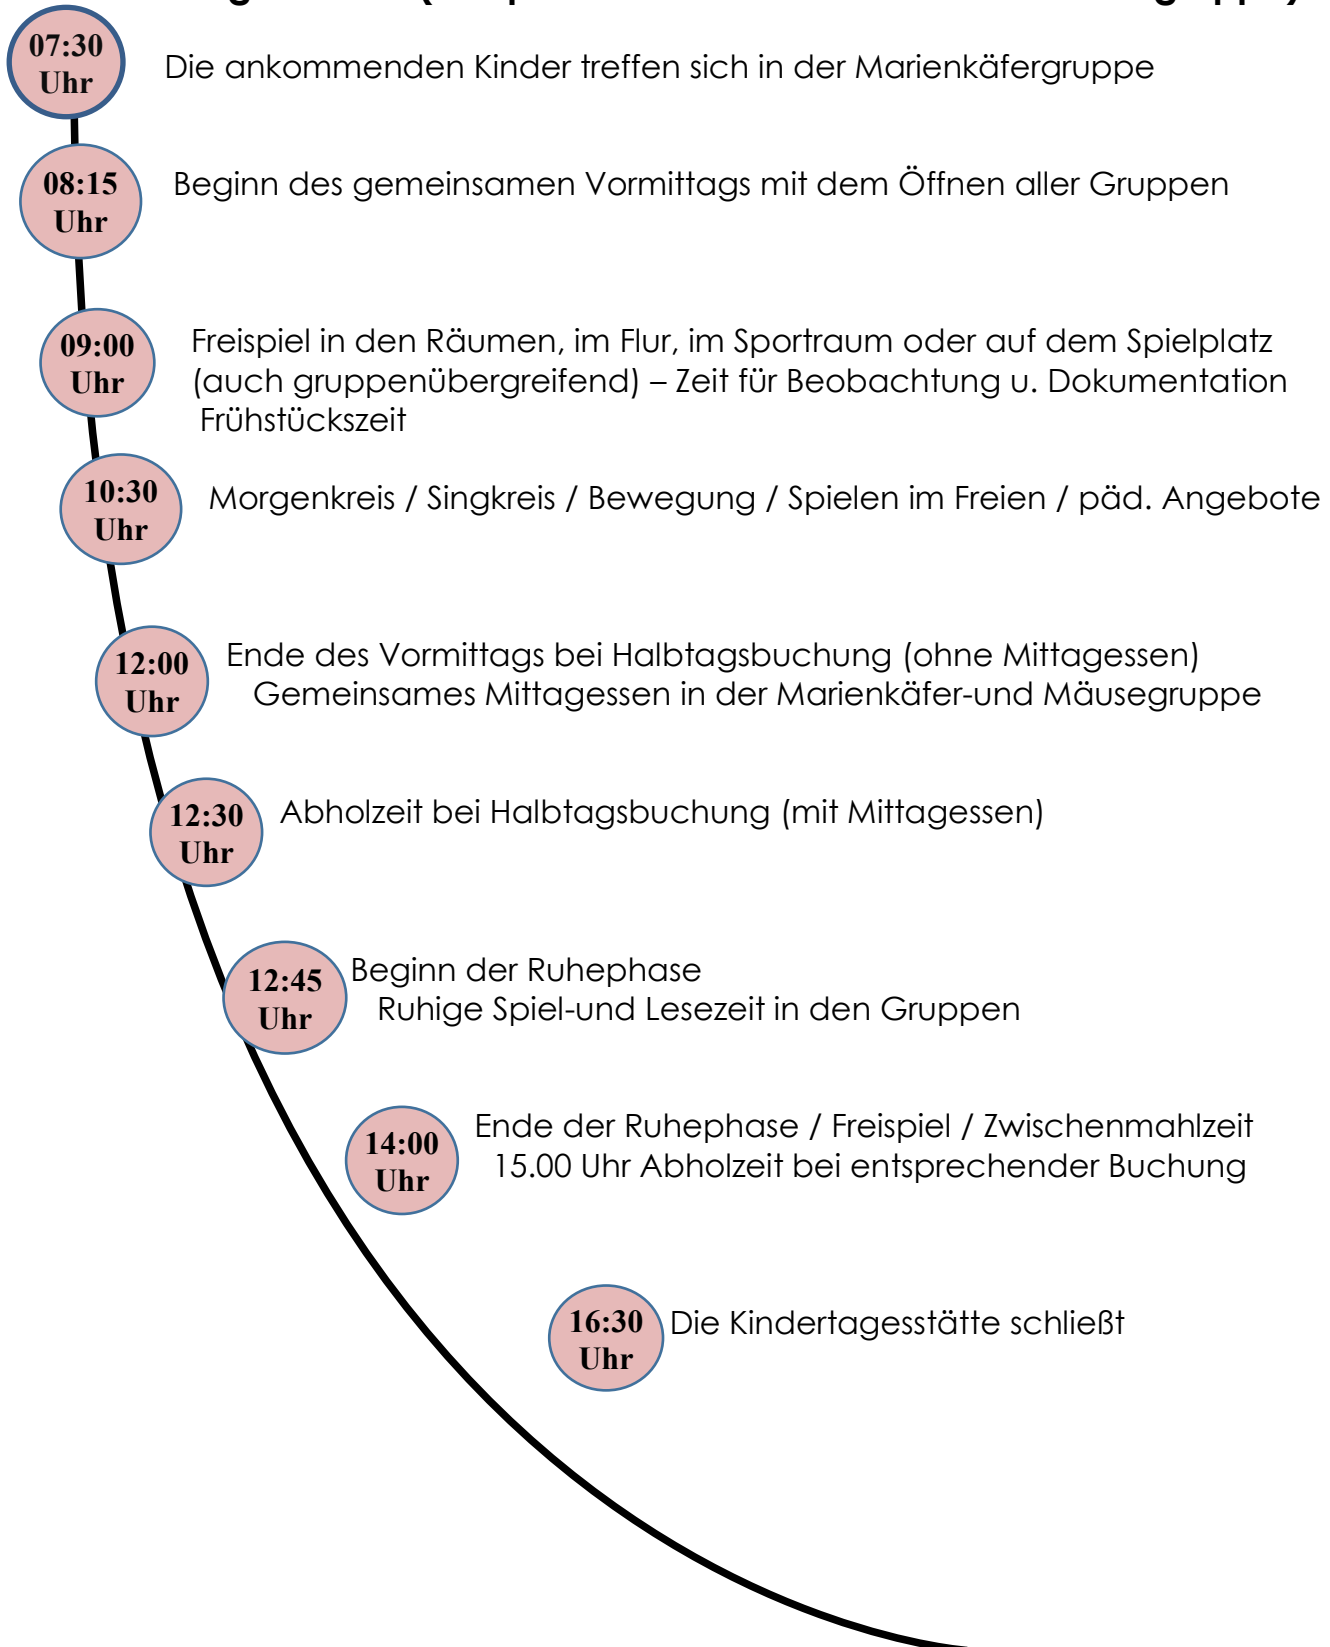 07:30
Uhr
Die ankommenden Kinder treffen sich in der Marienkäfergruppe
08:15
Uhr
Beginn des gemeinsamen Vormittags mit dem Öffnen aller Gruppen
09:00
Uhr
Freispiel in den Räumen, im Flur, im Sportraum oder auf dem Spielplatz
(auch gruppenübergreifend) – Zeit für Beobachtung u. Dokumentation
Frühstückszeit
10:30
Uhr
Morgenkreis / Singkreis / Bewegung / Spielen im Freien / päd. Angebote
12:00
Uhr
Ende des Vormittags bei Halbtagsbuchung (ohne Mittagessen)
Gemeinsames Mittagessen in der Marienkäfer-und Mäusegruppe
12:30
Uhr
Abholzeit bei Halbtagsbuchung (mit Mittagessen)
12:45
Uhr
Beginn der Ruhephase
Ruhige Spiel-und Lesezeit in den Gruppen
14:00
Uhr
Ende der Ruhephase / Freispiel / Zwischenmahlzeit
15.00 Uhr Abholzeit bei entsprechender Buchung
16:30
Uhr
Die Kindertagesstätte schließt